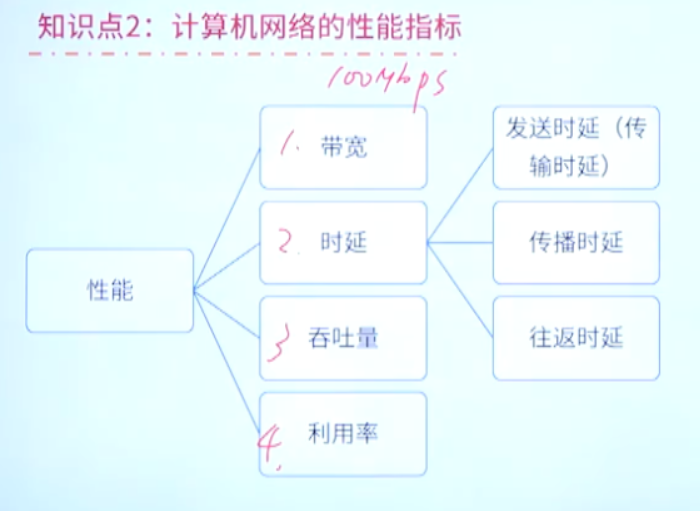 知识点2：计算机网络的性能指标
100Mbps
性能
1. 带宽
2. 时延
3 吞吐量
4. 利用率
发送时延（传
输时延）
传播时延
往返时延